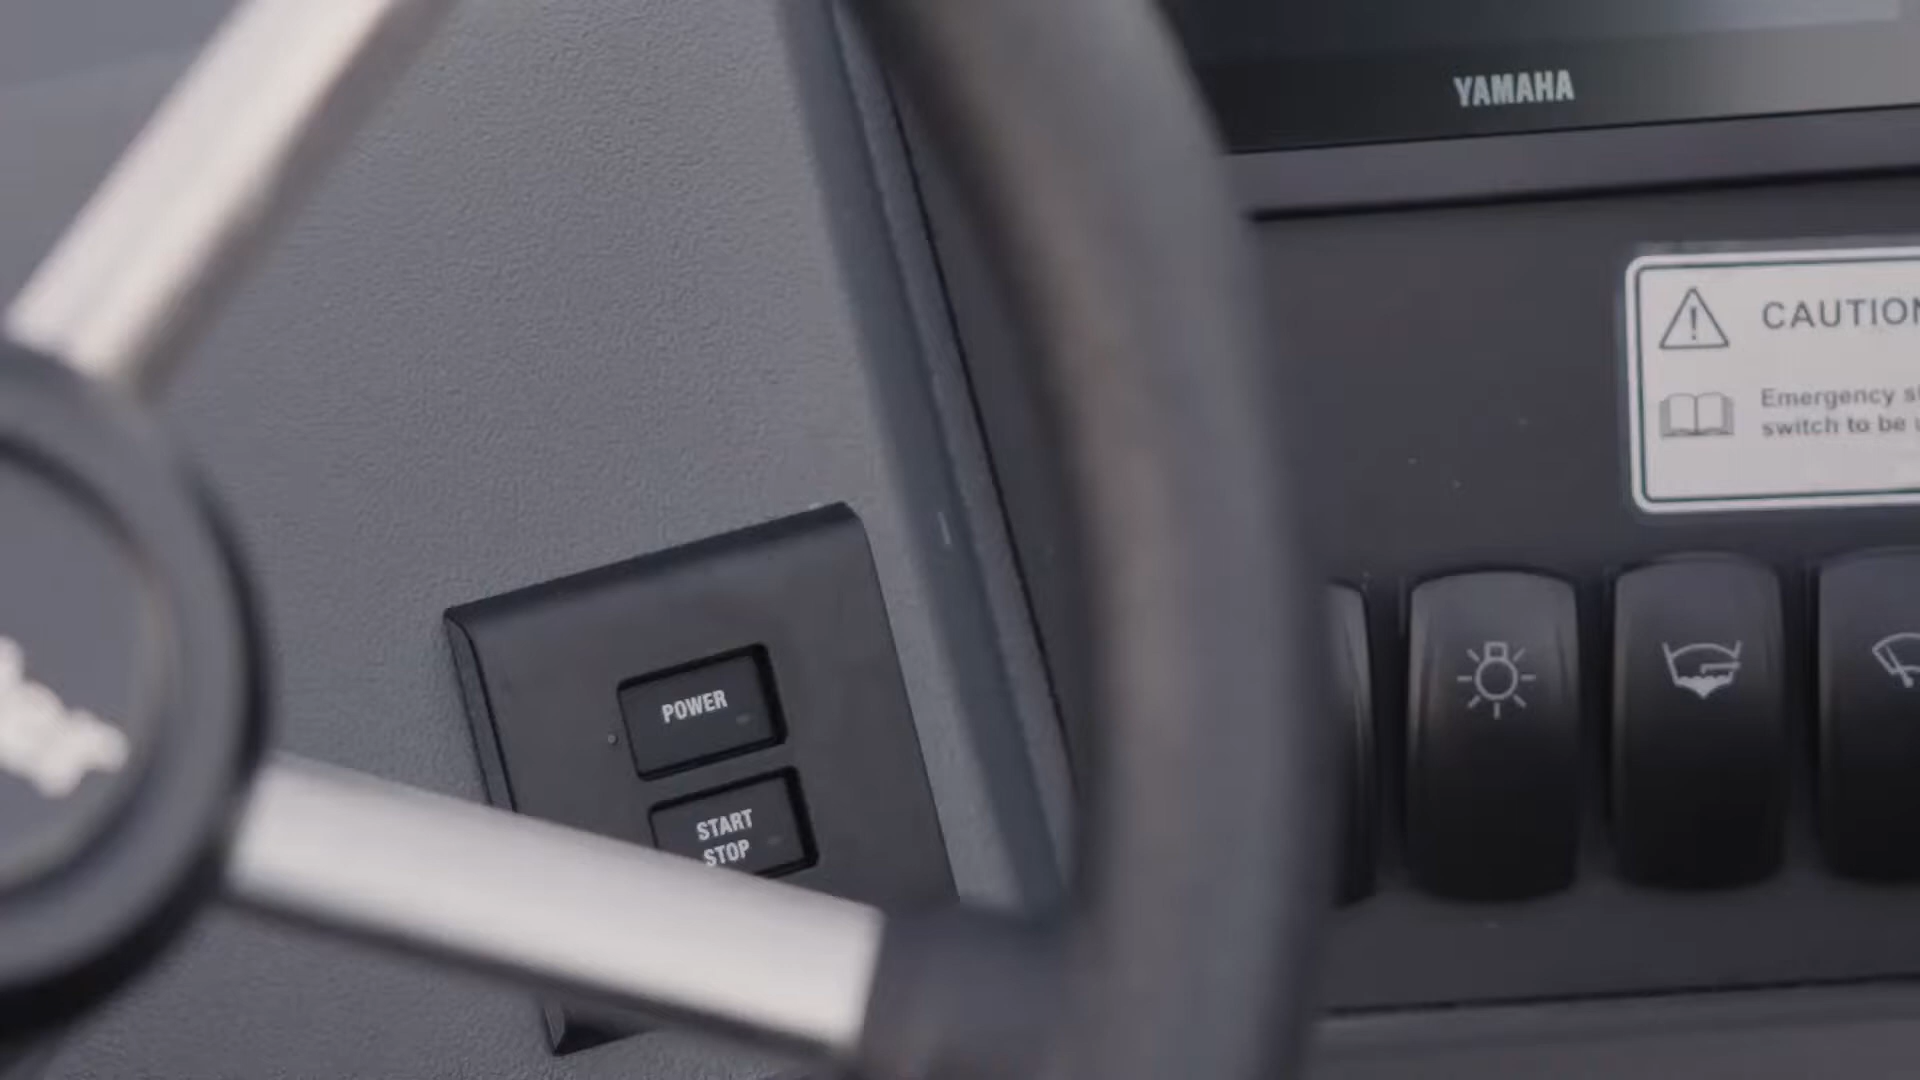 YAMAHA
CAUTION
Emergency
switch to be
POWER
START
STOP